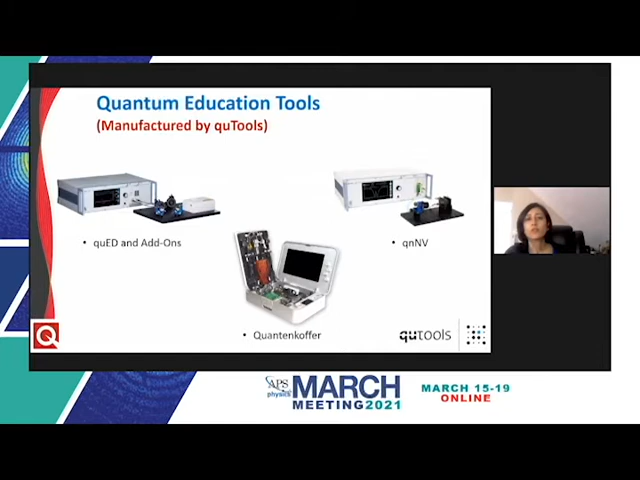 Quantum Education Tools
(Manufactured by quTools)
• quED and Add-Ons
• qnNV
• Quantenkoffer
Q
qutools
APS
physics
MARCH
MEETING2021
MARCH 15-19
ONLINE